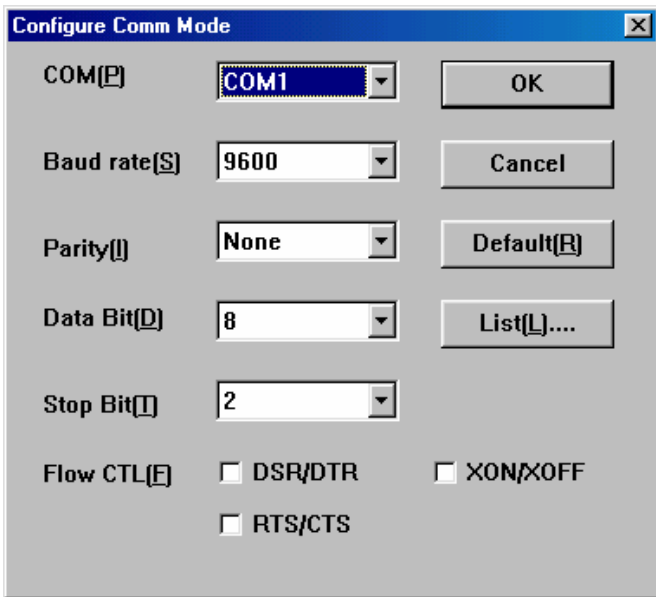 Configure Comm Mode
COM(P) COM1 OK
Baud rate(S) 9600 Cancel
Parity(I) None Default(R)
Data Bit(D) 8 List(L)....
Stop Bit(T) 2
Flow CTL(F) DSR/DTR XON/XOFF
RTS/CTS